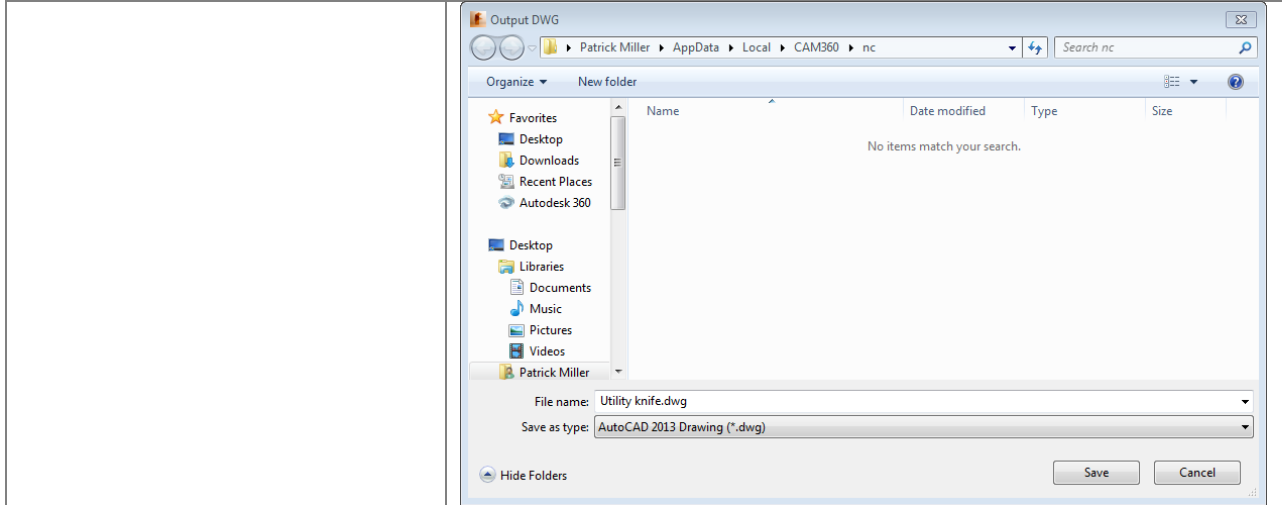 Output DWG
Patrick Miller AppData Local CAM360 nc Search nc
Organize New folder
Name Date modified Type Size
No items match your search.
Favorites
Desktop
Downloads
Recent Places
Autodesk 360
Desktop
Libraries
Documents
Music
Pictures
Videos
Patrick Miller
File name: Utility knife.dwg
Save as type: AutoCAD 2013 Drawing (*.dwg)
Hide Folders Save Cancel